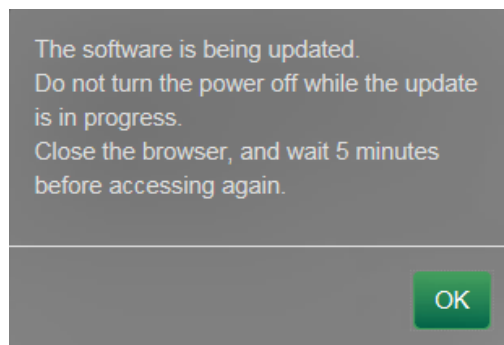 The software is being updated.
Do not turn the power off while the update
is in progress.
Close the browser, and wait 5 minutes
before accessing again.
OK